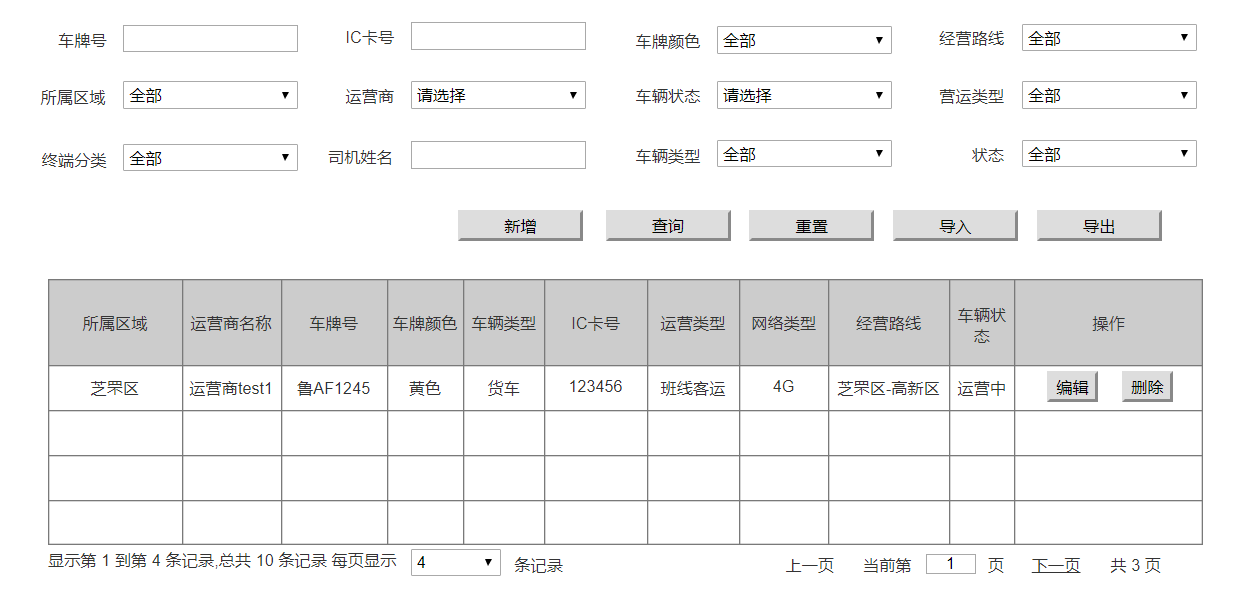 车牌号 IC卡号 车牌颜色 全部 经营路线 全部
所属区域 全部 运营商 请选择 车辆状态 请选择 营运类型 全部
终端分类 全部 司机姓名 车辆类型 全部 状态 全部
新增 查询 重置 导入 导出
所属区域 运营商名称 车牌号 车牌颜色 车辆类型 IC卡号 运营类型 网络类型 经营路线 车辆状态 操作
芝罘区 运营商test1 鲁AF1245 黄色 货车 123456 班线客运 4G 芝罘区-高新区 运营中 编辑 删除
显示第 1 到第 4 条记录,总共 10 条记录 每页显示 4 条记录 上一页 当前第 1 页 下一页 共 3 页